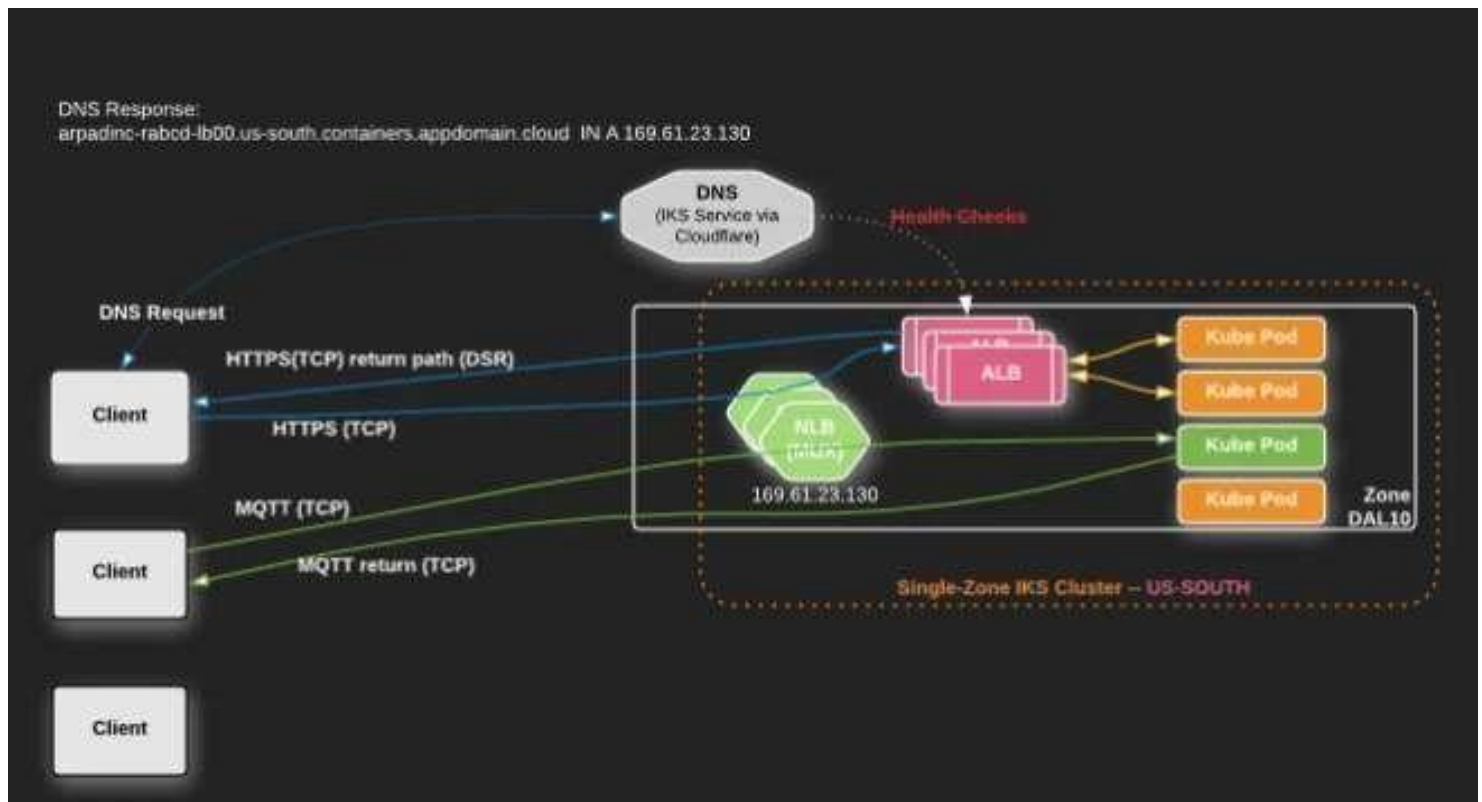 DNS Response:
arpadinc-rabcd-lb00.us-south.containers.appdomain.cloud IN A 169.61.23.130
DNS
(IKS Service via
Cloudflare)
Health Checks
DNS Request
HTTPS(TCP) return path (DSR)
Client
HTTPS (TCP)
ALB
ALB
Kube Pod
Kube Pod
NLB
(MUX)
Kube Pod
169.61.23.130
Kube Pod
Zone
DAL10
MQTT (TCP)
Client
MQTT return (TCP)
Single-Zone IKS Cluster – US-SOUTH
Client